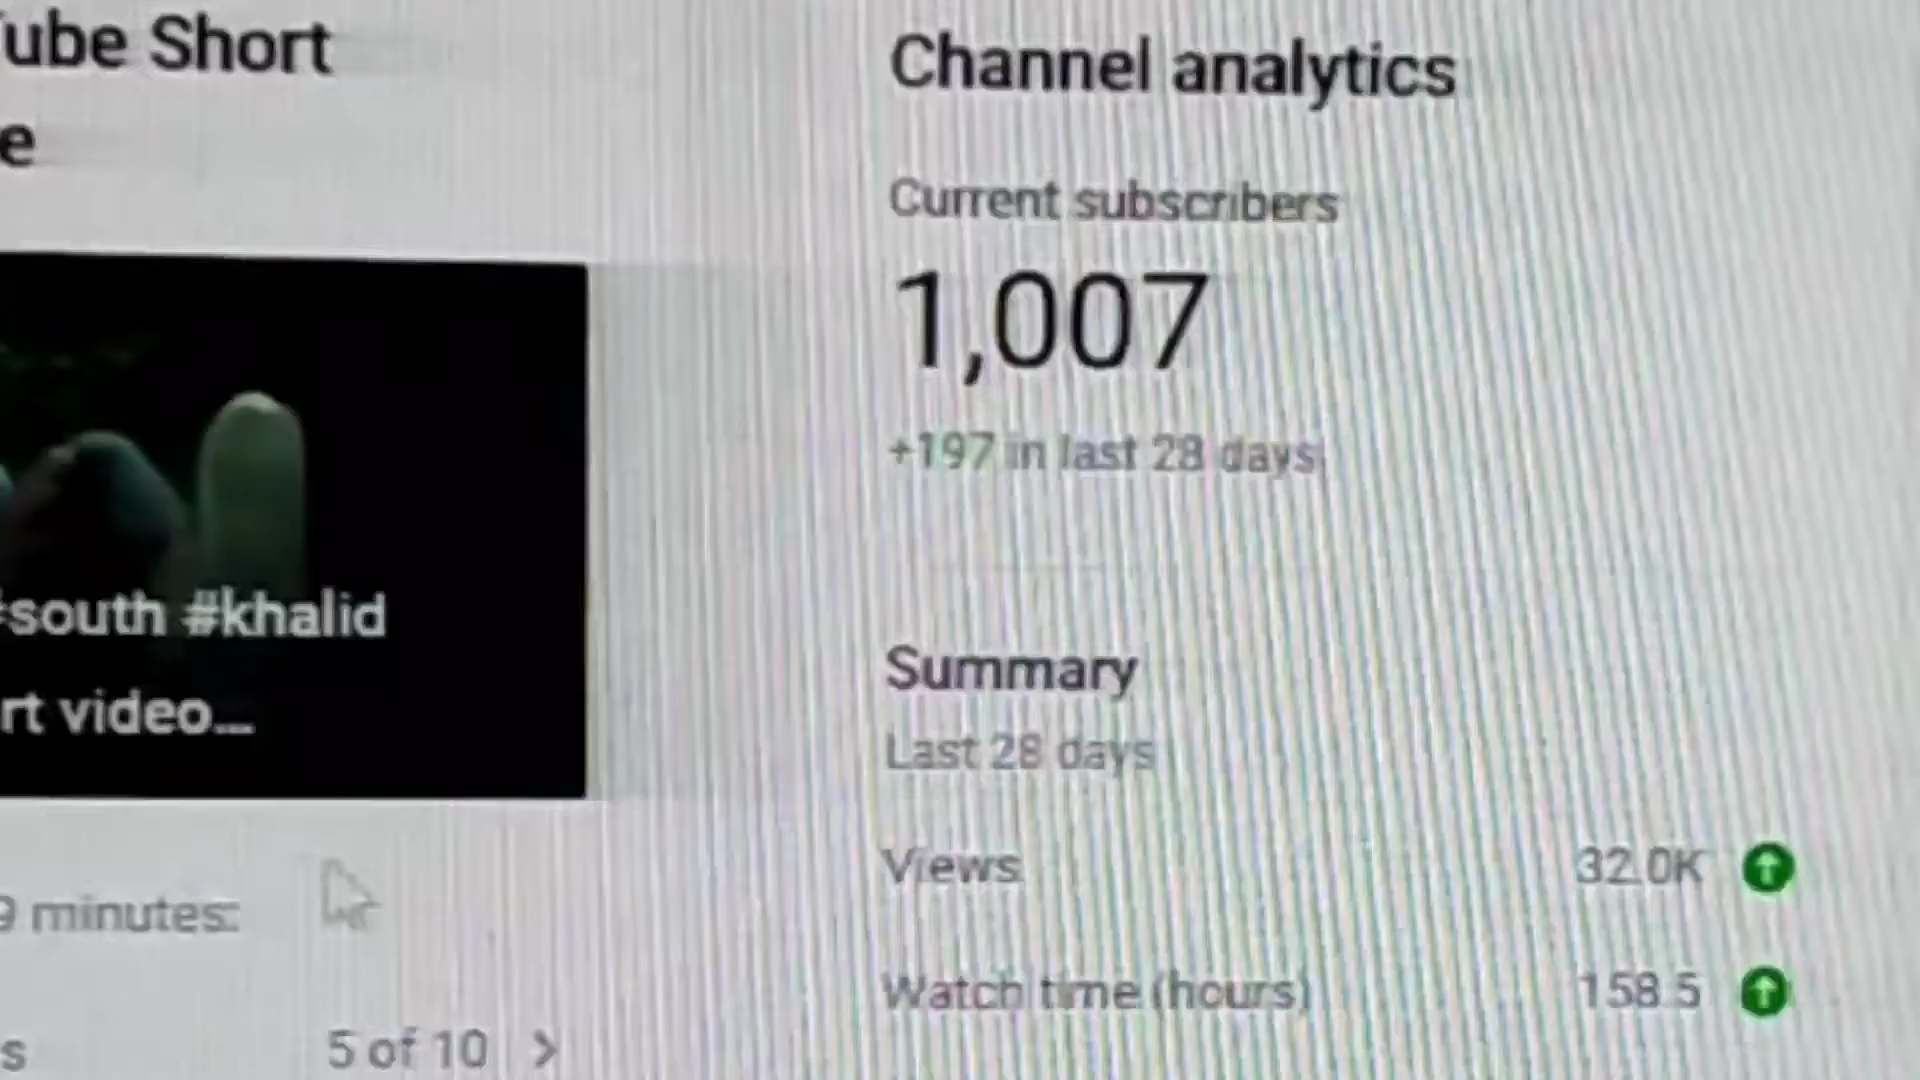 ube Short
e
#south #khalid
rt video...
9 minutes:
s
5 of 10 >
Channel analytics
Current subscribers
1,007
+197 in last 28 days
Summary
Last 28 days
Views 32.0K
Watch time (hours) 158.5